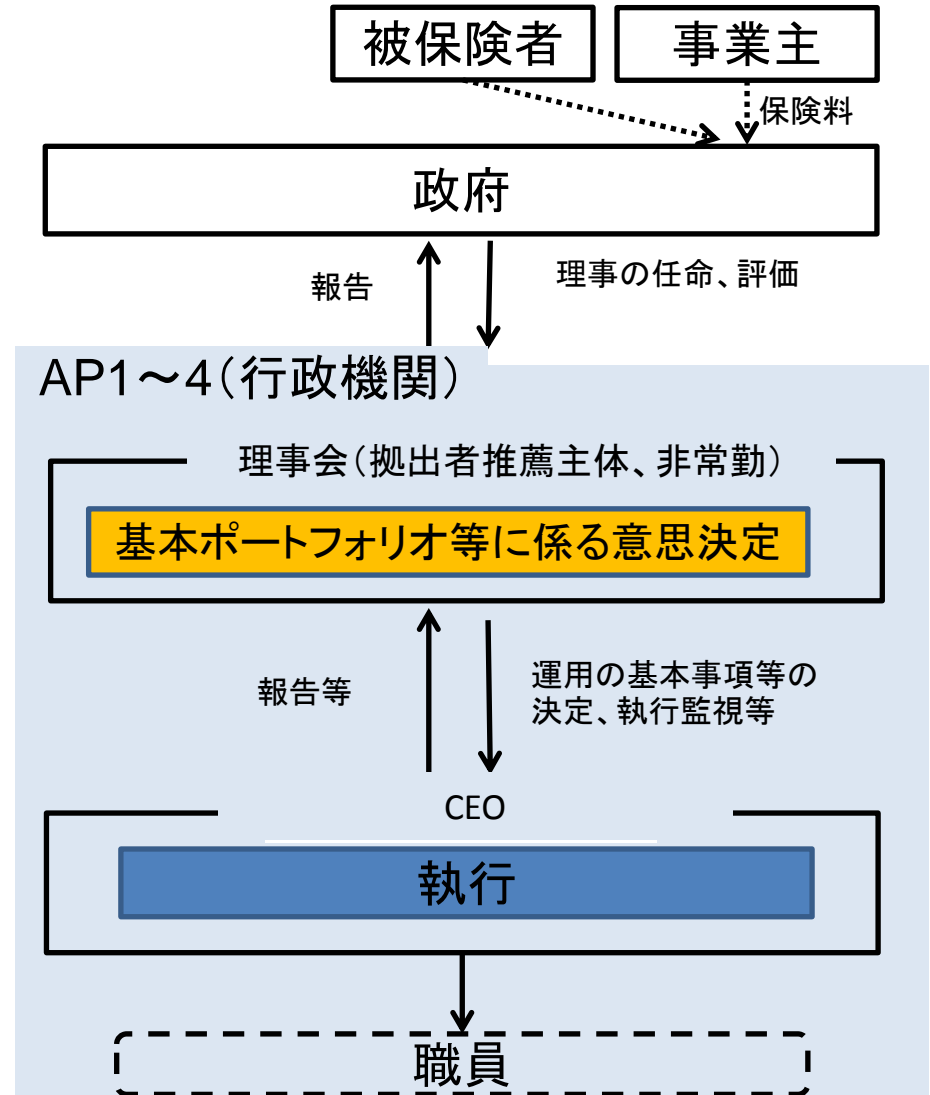 被保険者
事業主
保険料
政府
報告
理事の任命、評価
AP1～4（行政機関）
理事会（拠出者推薦主体、非常勤）
基本ポートフォリオ等に係る意思決定
報告等
運用の基本事項等の
決定、執行監視等
CEO
執行
職員